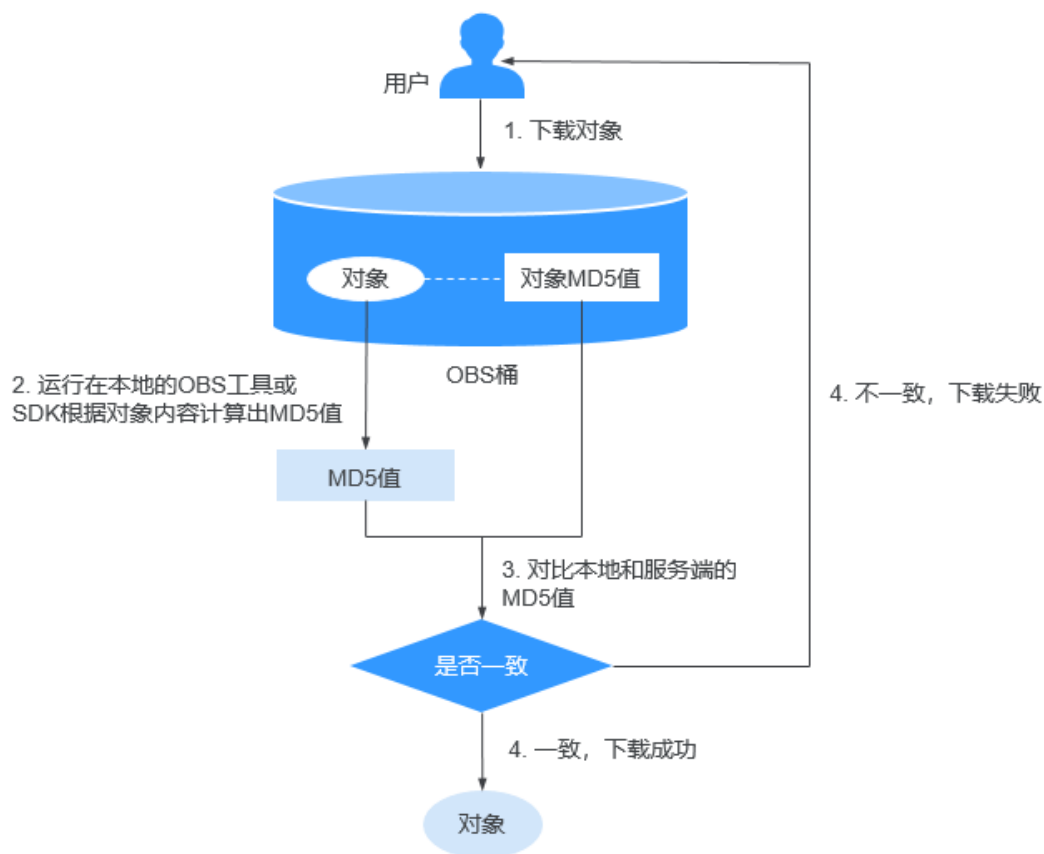 用户
1. 下载对象
对象
对象MD5值
OBS桶
2. 运行在本地的OBS工具或
SDK根据对象内容计算出MD5值
4. 不一致，下载失败
MD5值
3. 对比本地和服务端的
MD5值
是否一致
4. 一致，下载成功
对象